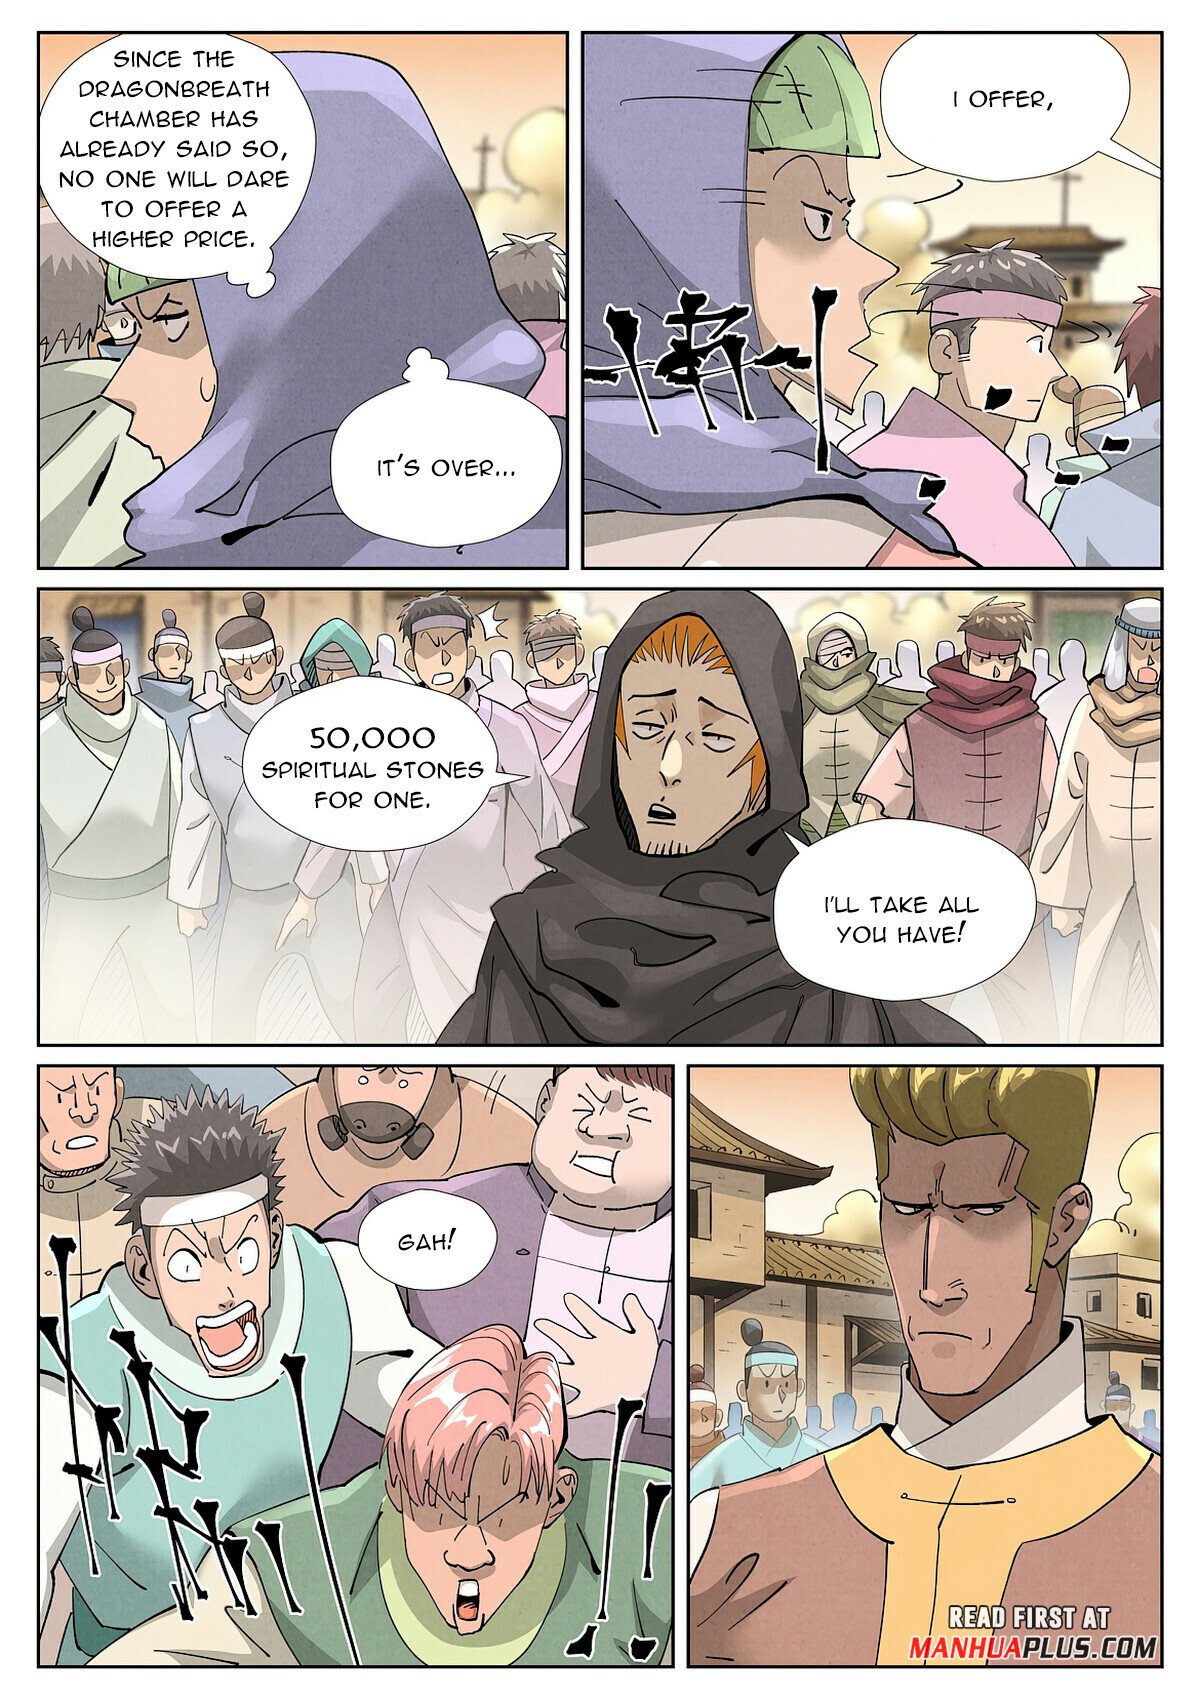 SINCE THE
DRAGONBREATH
CHAMBER HAS
ALREADY SAID SO,
NO ONE WILL DARE
TO OFFER A
HIGHER PRICE.
IT'S OVER...
I OFFER,
50,000
SPIRITUAL STONES
FOR ONE.
I'LL TAKE ALL
YOU HAVE!
GAH!
READ FIRST AT
MANHUAPLUS.COM